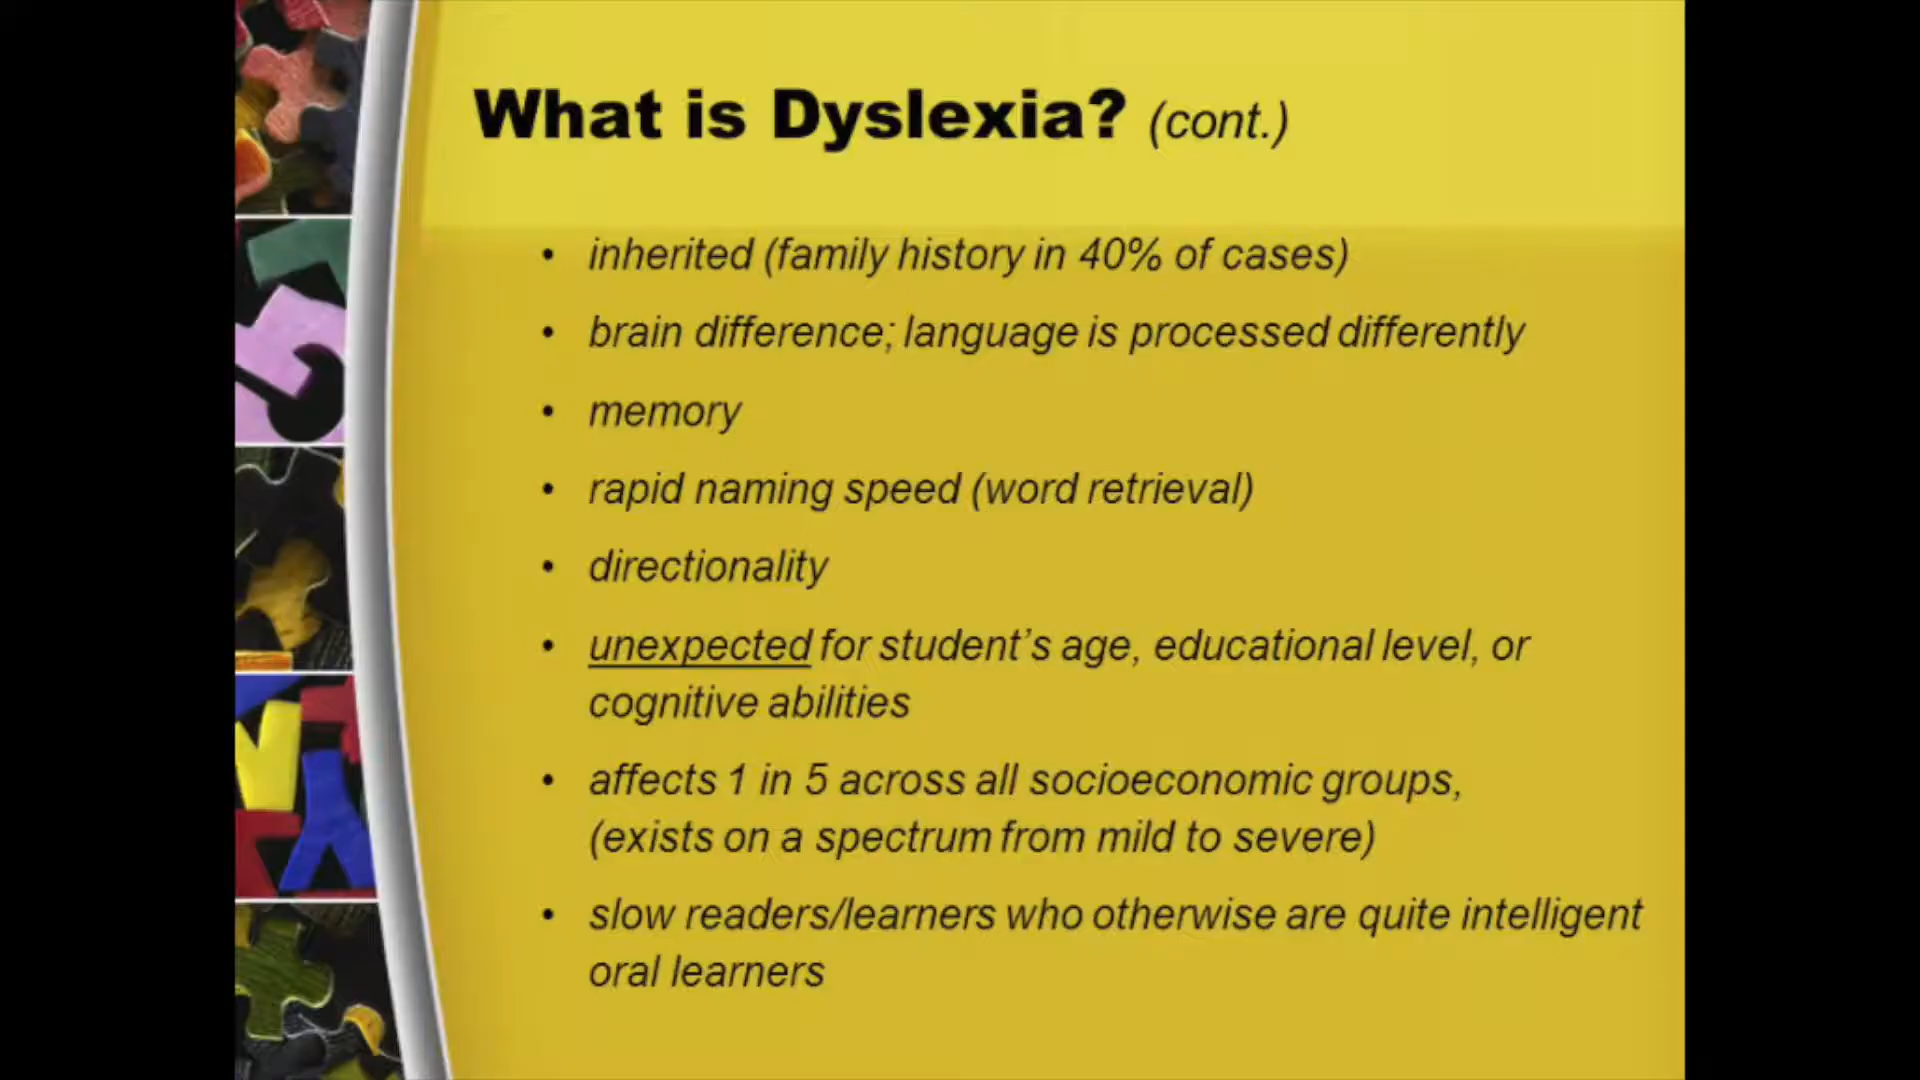 What is Dyslexia? (cont.)
• inherited (family history in 40% of cases)
• brain difference; language is processed differently
• memory
• rapid naming speed (word retrieval)
• directionality
• unexpected for student’s age, educational level, or
cognitive abilities
• affects 1 in 5 across all socioeconomic groups,
(exists on a spectrum from mild to severe)
• slow readers/learners who otherwise are quite intelligent
oral learners